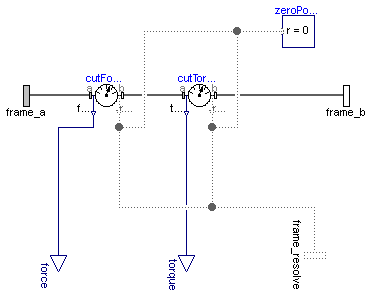 zeroPo...
r = 0
cutFo...
cutTor...
a
b
a
b
frame_a
f...
r...
t...
r...
frame_b
frame_resolve
force
torque